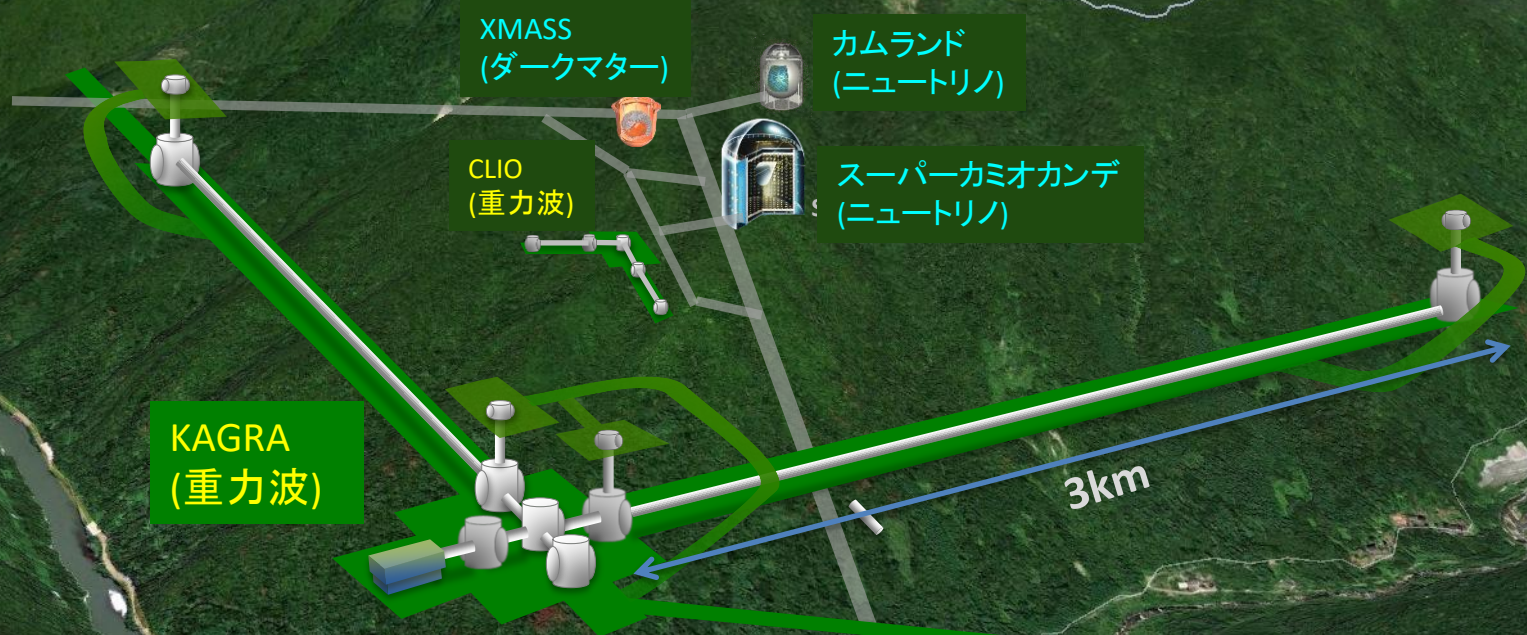 XMASS
(ダークマター)
カムランド
(ニュートリノ)
CLIO
(重力波)
スーパーカミオカンデ
(ニュートリノ)
KAGRA
(重力波)
3km